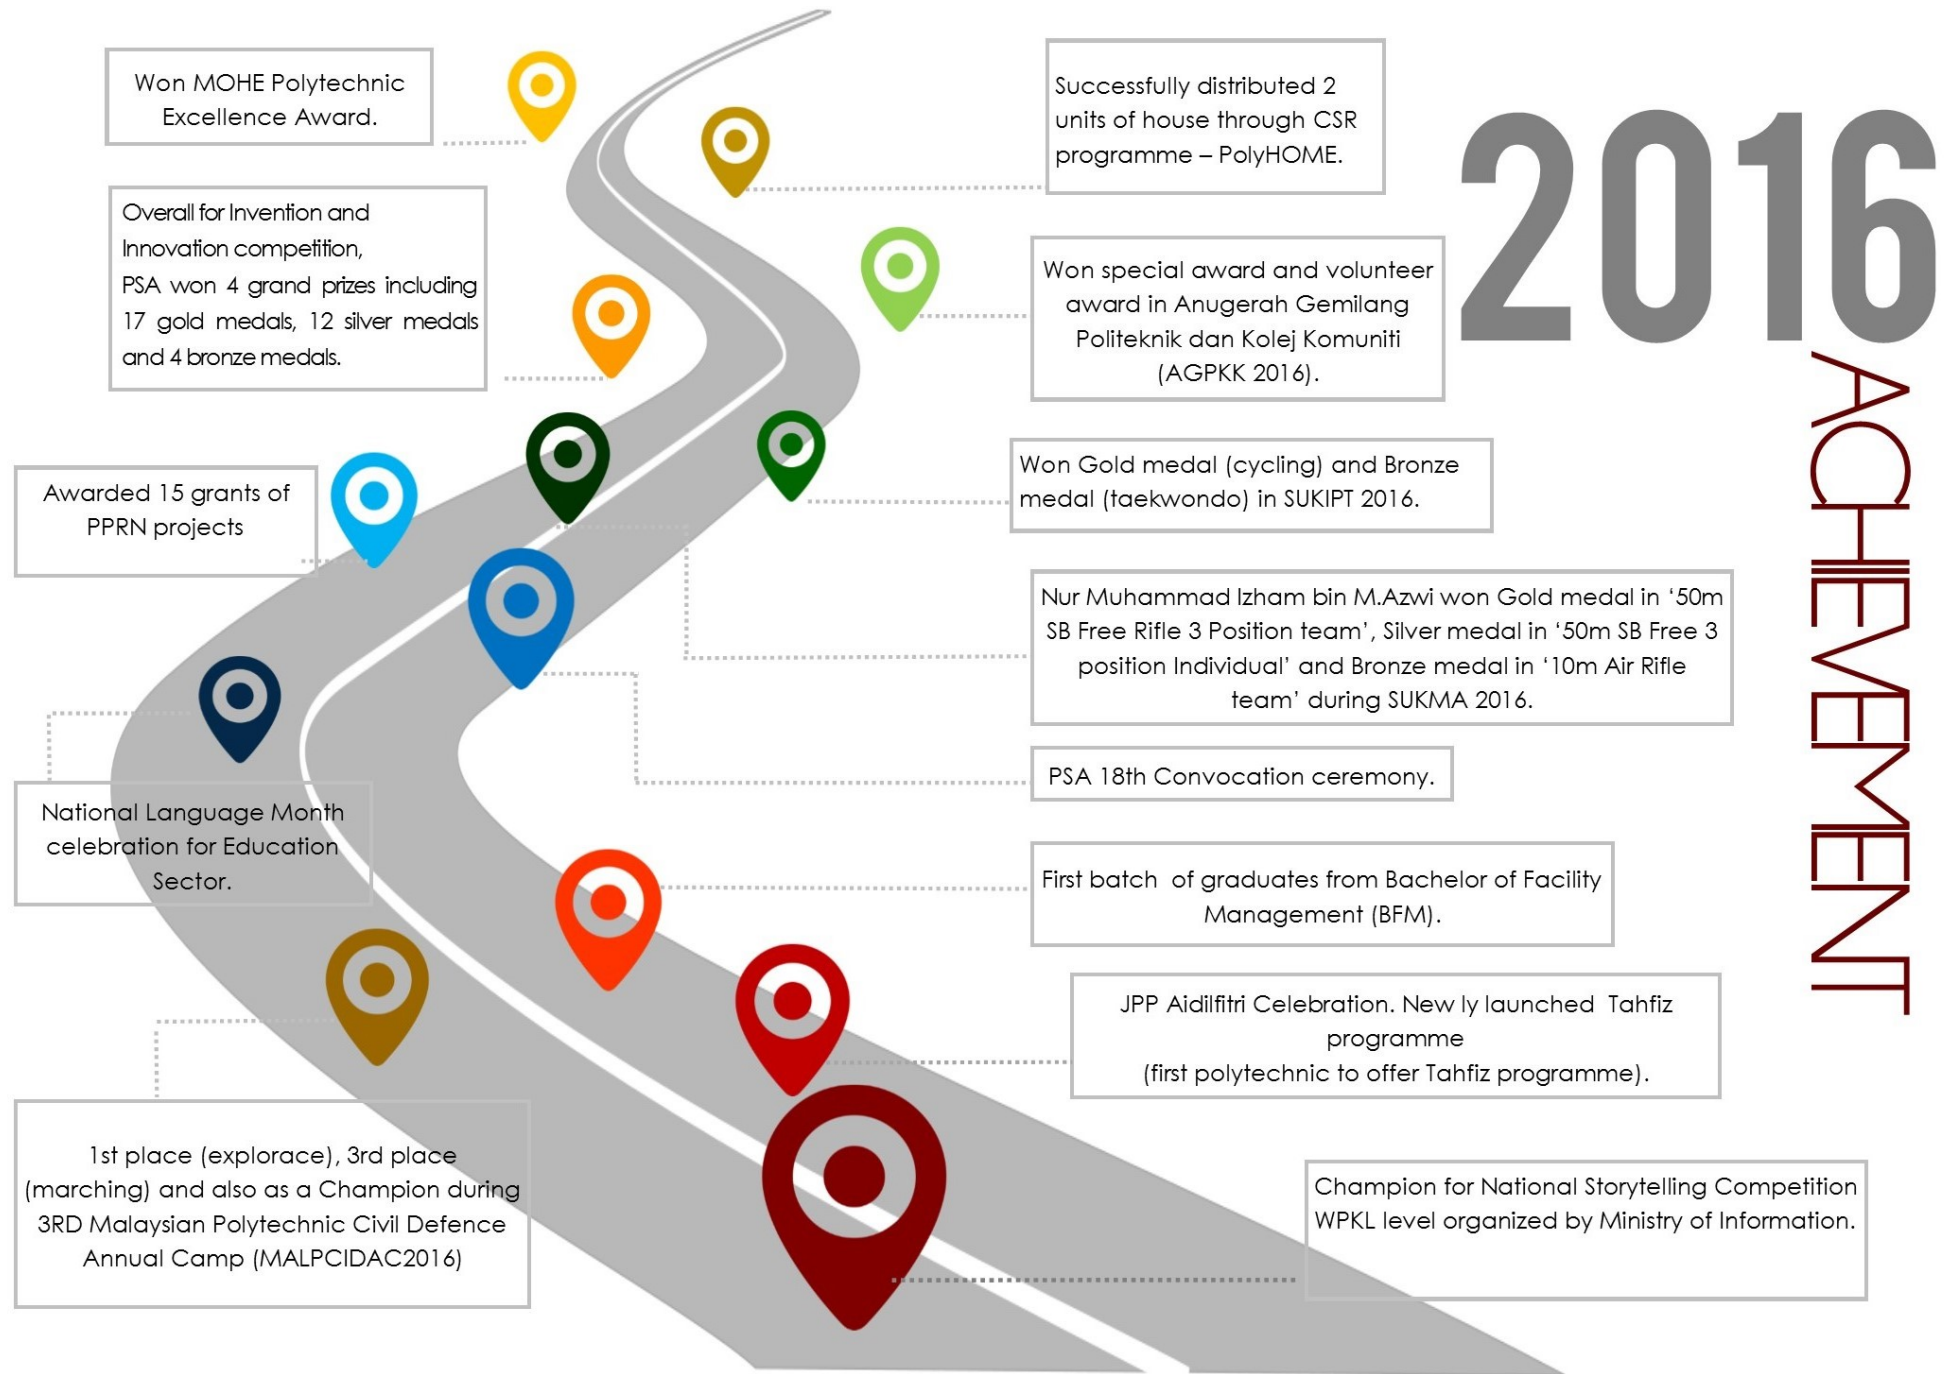 2016
ACHIEVEMENT
Won MOHE Polytechnic
Excellence Award.
Successfully distributed 2
units of house through CSR
programme – PolyHOME.
Overall for Invention and
Innovation competition,
PSA won 4 grand prizes including
17 gold medals, 12 silver medals
and 4 bronze medals.
Won special award and volunteer
award in Anugerah Gemilang
Politeknik dan Kolej Komuniti
(AGPKK 2016).
Won Gold medal (cycling) and Bronze
medal (taekwondo) in SUKIPT 2016.
Awarded 15 grants of
PPRN projects
Nur Muhammad Izham bin M.Azwi won Gold medal in ‘50m
SB Free Rifle 3 Position team’, Silver medal in ‘50m SB Free 3
position Individual’ and Bronze medal in ‘10m Air Rifle
team’ during SUKMA 2016.
PSA 18th Convocation ceremony.
National Language Month
celebration for Education
Sector.
First batch of graduates from Bachelor of Facility
Management (BFM).
JPP Aidilfitri Celebration. New ly launched Tahfiz
programme
(first polytechnic to offer Tahfiz programme).
1st place (explorace), 3rd place
(marching) and also as a Champion during
3RD Malaysian Polytechnic Civil Defence
Annual Camp (MALPCIDAC2016)
Champion for National Storytelling Competition
WPKL level organized by Ministry of Information.